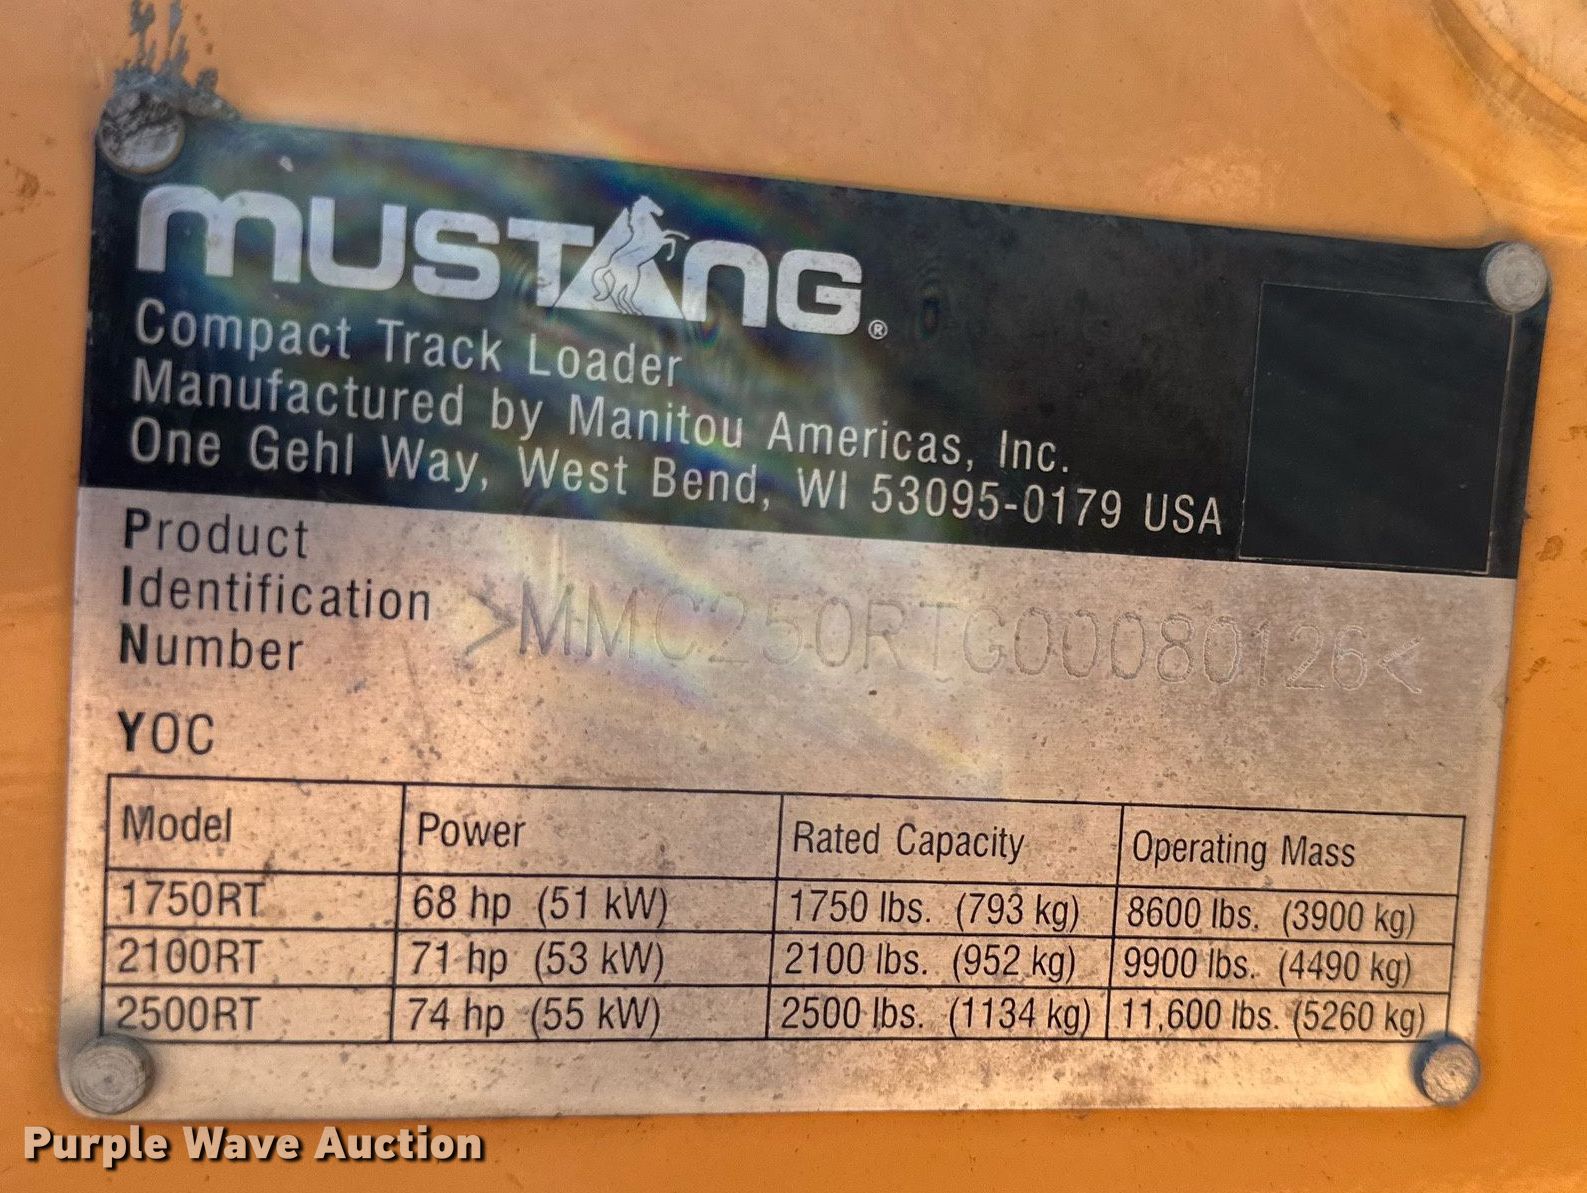 MUSTANG®
Compact Track Loader
Manufactured by Manitou Americas, Inc.
One Gehl Way, West Bend, WI 53095-0179 USA
Product
Identification
Number
>MMC250RTG00080126<
YOC
Model Power Rated Capacity Operating Mass
1750RT 68 hp (51 kW) 1750 lbs. (793 kg) 8600 lbs. (3900 kg)
2100RT 71 hp (53 kW) 2100 lbs. (952 kg) 9900 lbs. (4490 kg)
2500RT 74 hp (55 kW) 2500 lbs. (1134 kg) 11,600 lbs. (5260 kg)
Purple Wave Auction